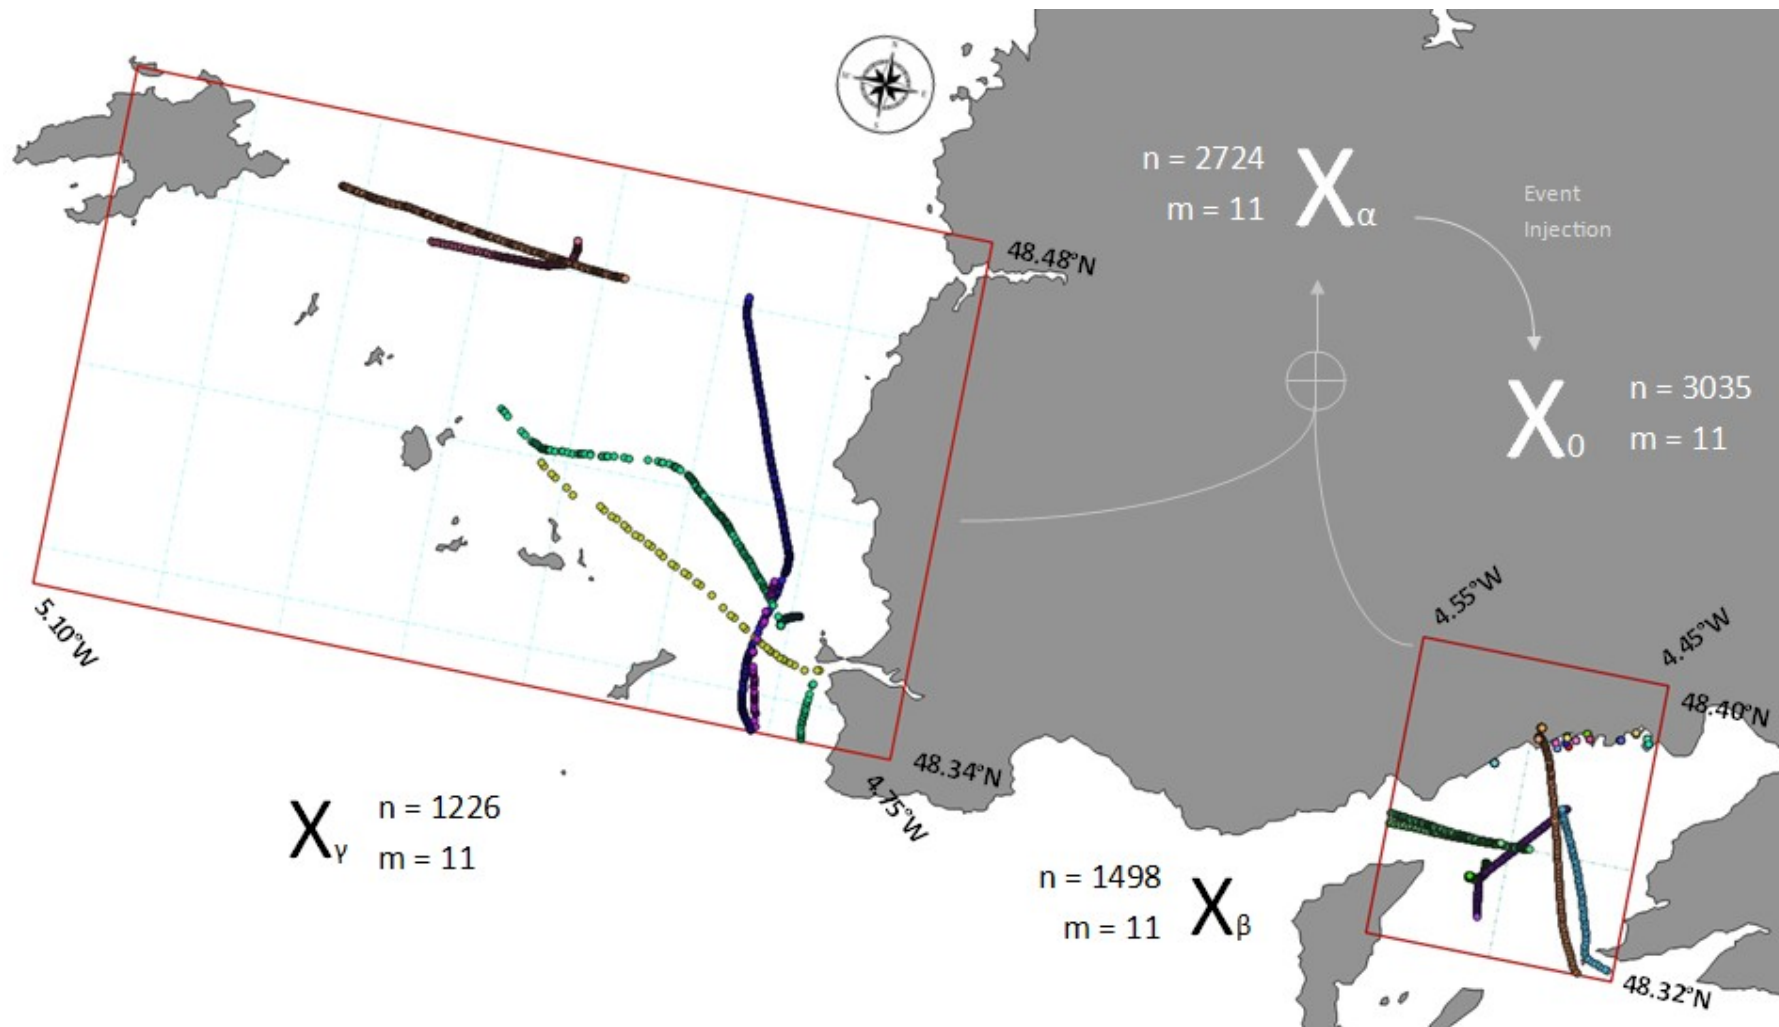 N
W
E
S
n = 2724
m = 11
Xα
Event
Injection
48.48°N
n = 3035
m = 11
X0
5.10°W
4.55°W
4.45°W
48.40°N
48.34°N
4.75°W
Xγ
n = 1226
m = 11
n = 1498
m = 11
Xβ
48.32°N